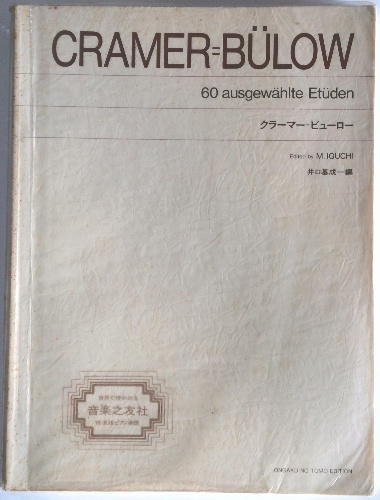 CRAMER=BÜLOW
60 ausgewählte Etüden
クラーマー=ビューロー
Edited by M. IGUCHI
井口基成一編
音楽之友社
ONGAKU NO TOMO EDITION